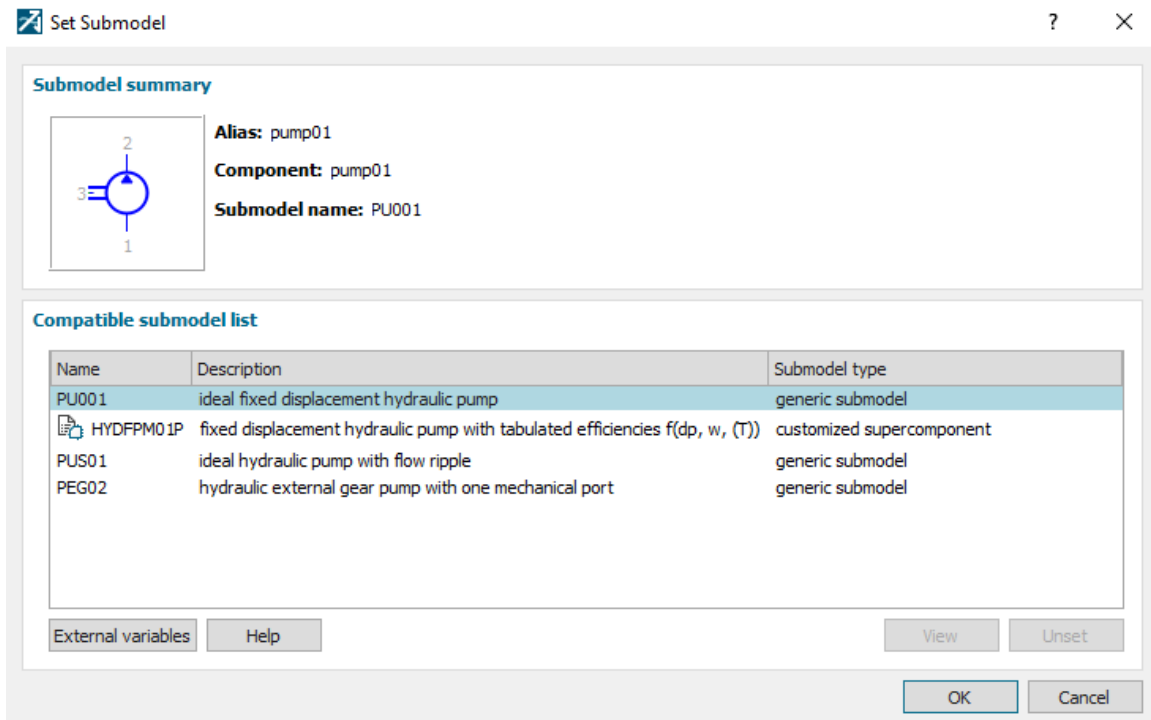 Set Submodel
?
Submodel summary
2
3
1
Alias: pump01
Component: pump01
Submodel name: PU001
Compatible submodel list
Name Description Submodel type
PU001 ideal fixed displacement hydraulic pump generic submodel
HYDFPM01P fixed displacement hydraulic pump with tabulated efficiencies f(dp, w, (T)) customized supercomponent
PUS01 ideal hydraulic pump with flow ripple generic submodel
PEG02 hydraulic external gear pump with one mechanical port generic submodel
External variables Help View Unset
OK Cancel